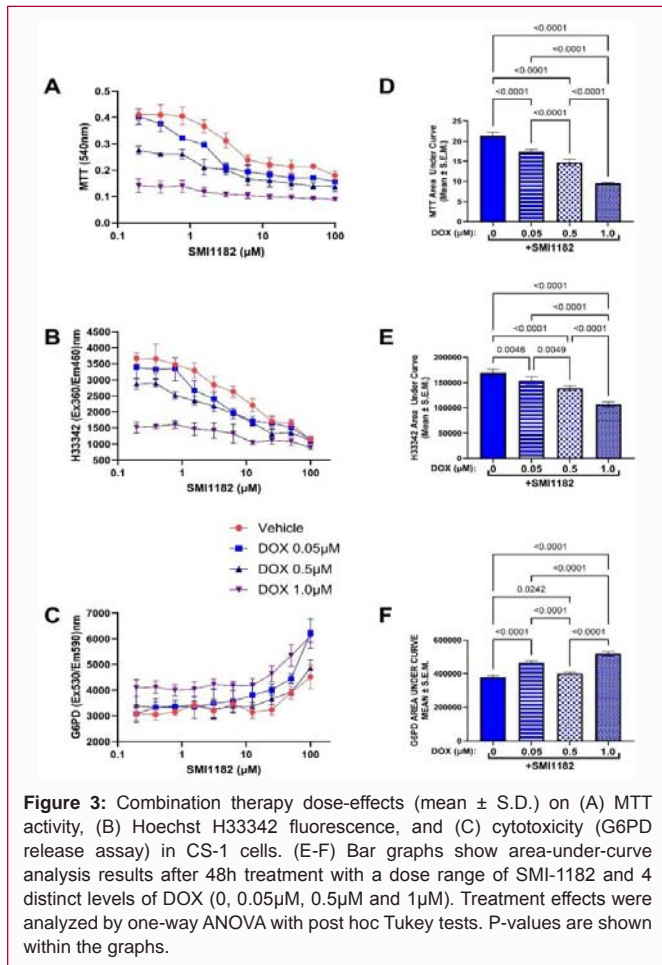 A
MTT (540nm)
0.5
0.4
0.3
0.2
0.1
0.0
0.1 1 10 100
SMI1182 (µM)
D
<0.0001
<0.0001
<0.0001
<0.0001 <0.0001
MTT Area Under Curve
(Mean ± S.E.M.)
25
20
15
10
5
0
DOX (µM): 0 0.05 0.5 1.0
+SMI1182
B
H33342 (Ex360/Em460)nm
4500
4000
3500
3000
2500
2000
1500
1000
500
0.1 1 10 100
SMI1182 (µM)
E
<0.0001
<0.0001
<0.0001 <0.0001
0.0046 0.0049
H33342 Area Under Curve
(Mean ± S.E.M.)
200000
150000
100000
50000
0
DOX (µM): 0 0.05 0.5 1.0
+SMI1182
Vehicle
DOX 0.05µM
DOX 0.5µM
DOX 1.0µM
C
G6PD (Ex530/Em590)nm
7000
6000
5000
4000
3000
2000
0.1 1 10 100
SMI1182 (µM)
F
<0.0001
<0.0001
0.0242
<0.0001
<0.0001 <0.0001
G6PD AREA UNDER CURVE
MEAN ± S.E.M.
600000
400000
200000
0
DOX (µM): 0 0.05 0.5 1.0
+SMI1182
Figure 3: Combination therapy dose-effects (mean ± S.D.) on (A) MTT
activity, (B) Hoechst H33342 fluorescence, and (C) cytotoxicity (G6PD
release assay) in CS-1 cells. (E-F) Bar graphs show area-under-curve
analysis results after 48h treatment with a dose range of SMI-1182 and 4
distinct levels of DOX (0, 0.05µM, 0.5µM and 1µM). Treatment effects were
analyzed by one-way ANOVA with post hoc Tukey tests. P-values are shown
within the graphs.